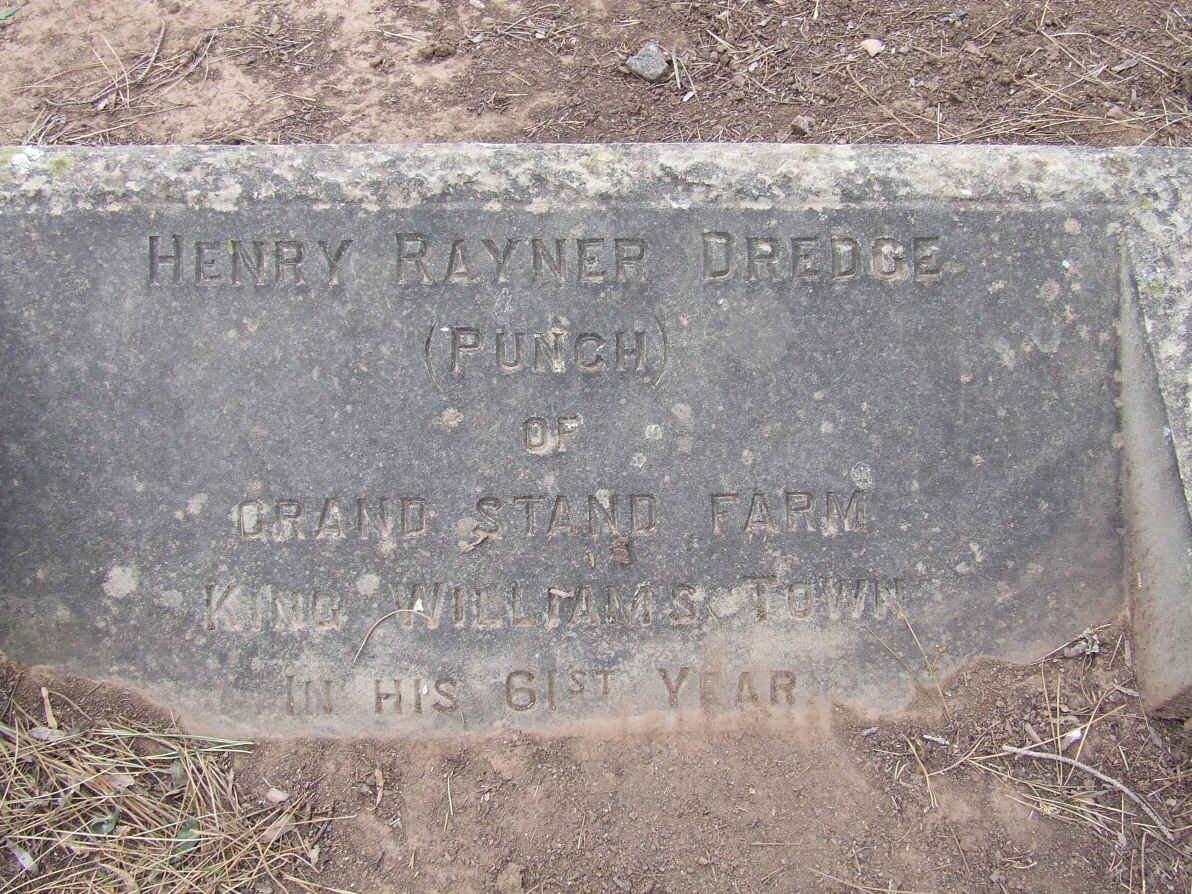 HENRY RAYNER DREDGE
(PUNCH)
OF
GRAND STAND FARM
KING WILLIAMS TOWN
IN HIS 61ST YEAR.